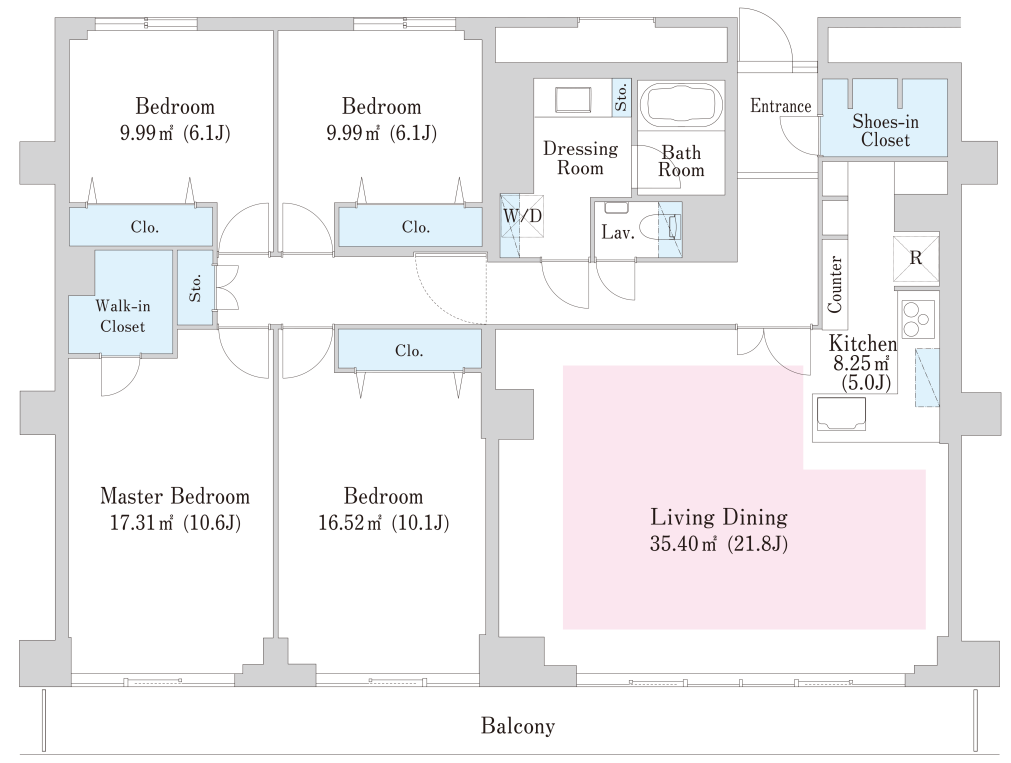 Bedroom
9.99㎡ (6.1J)
Bedroom
9.99㎡ (6.1J)
Sto.
Entrance
Shoes-in
Closet
Dressing
Room
Bath
Room
W/D
Lav.
Clo.
Clo.
Sto.
Walk-in
Closet
Counter
R
Clo.
Kitchen
8.25㎡
(5.0J)
Master Bedroom
17.31㎡ (10.6J)
Bedroom
16.52㎡ (10.1J)
Living Dining
35.40㎡ (21.8J)
Balcony